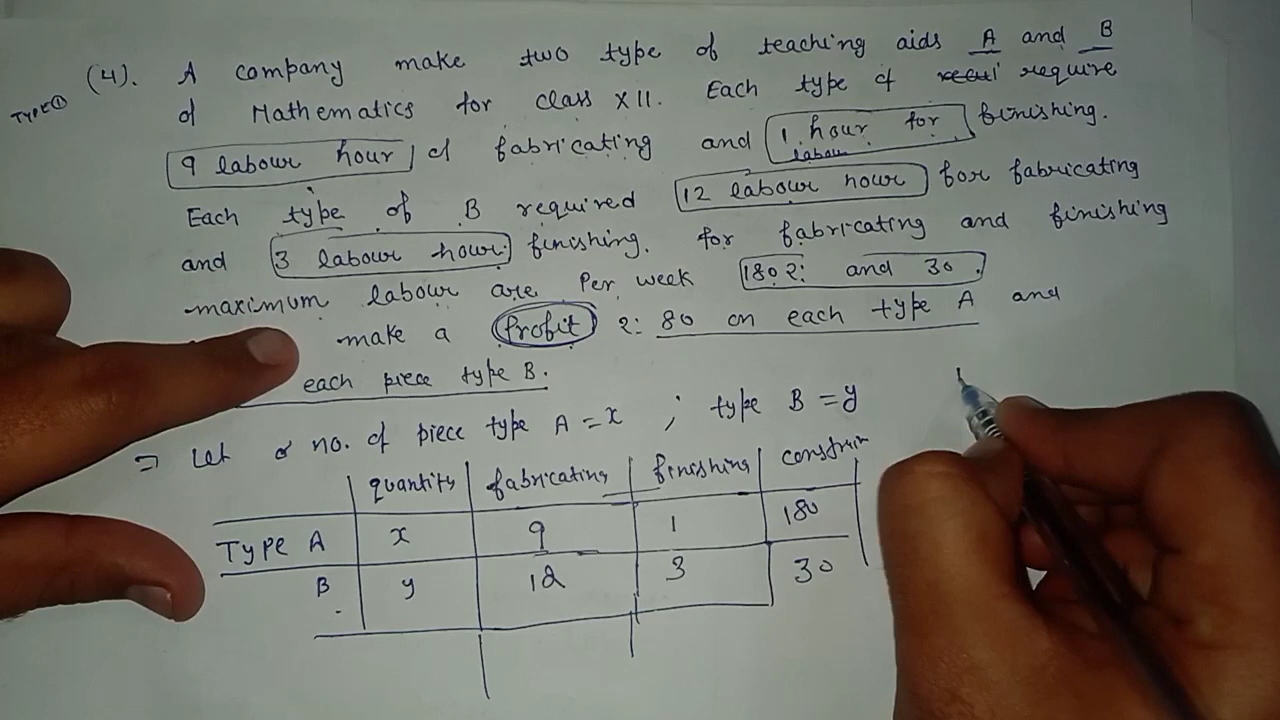 TYPE ①
(4). A company make two type of teaching aids A and B
of Mathematics for class XII. Each type of require
9 labour hour of fabricating and 1 hour for finishing.
labour
Each type of B required 12 labour hour for fabricating
and 3 labour hour finishing. for fabricating and finishing
maximum labour are per week 180 and 30.
make a Profit 80 on each type A and
each piece type B.
⇒ Let no. of piece type A = x ; type B = y
quantity fabricating finishing constrain
Type A x 9 1 180
B y 12 3 30